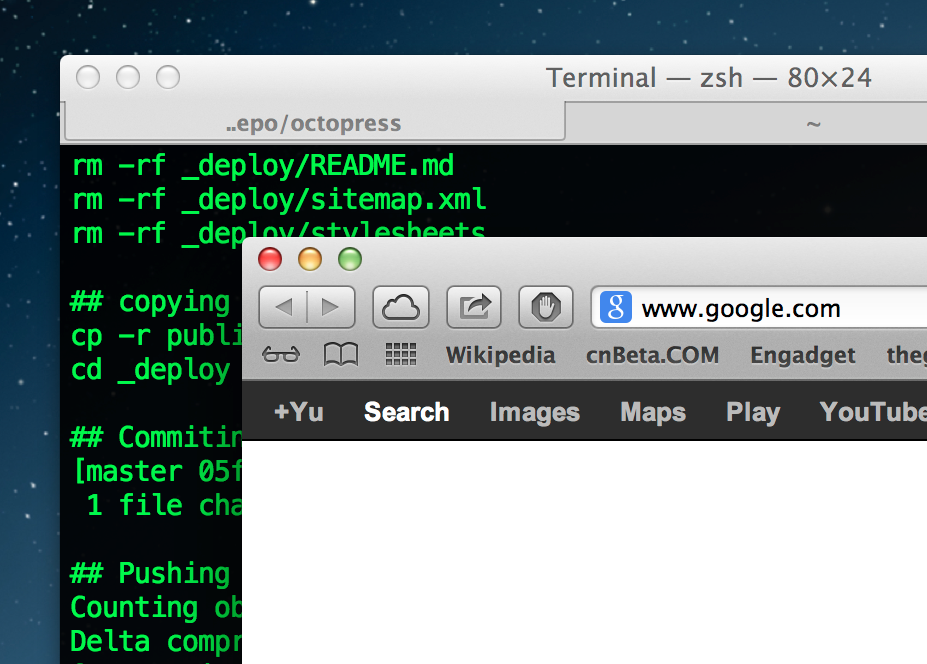 Terminal — zsh — 80×24
..epo/octopress ~
rm -rf _deploy/README.md
rm -rf _deploy/sitemap.xml
rm -rf _deploy/stylesheets
## copying
cp -r publi
cd _deploy
## Commitin
[master 05f
1 file cha
## Pushing
Counting ob
Delta compr
g www.google.com
Wikipedia cnBeta.COM Engadget theg
+Yu Search Images Maps Play YouTube